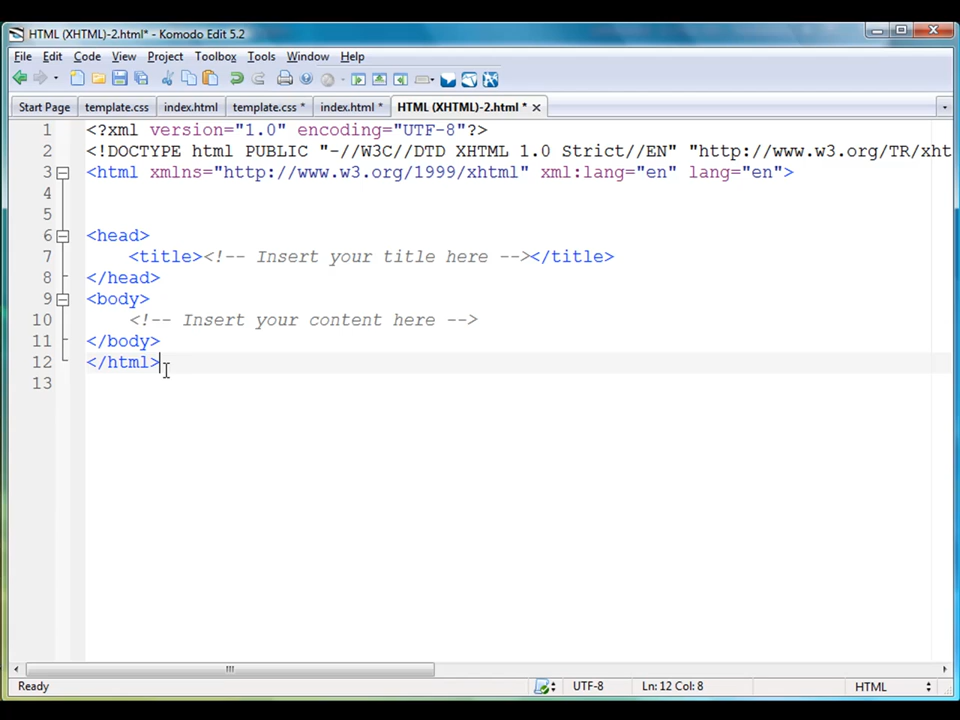 HTML (XHTML)-2.html* - Komodo Edit 5.2
File Edit Code View Project Toolbox Tools Window Help
Start Page template.css index.html template.css * index.html * HTML (XHTML)-2.html *
1 <?xml version="1.0" encoding="UTF-8"?>
2 <!DOCTYPE html PUBLIC "-//W3C//DTD XHTML 1.0 Strict//EN" "http://www.w3.org/TR/xht
3 <html xmlns="http://www.w3.org/1999/xhtml" xml:lang="en" lang="en">
4
5
6 <head>
7 <title><!-- Insert your title here --></title>
8 </head>
9 <body>
10 <!-- Insert your content here -->
11 </body>
12 </html>
13
Ready UTF-8 Ln: 12 Col: 8 HTML